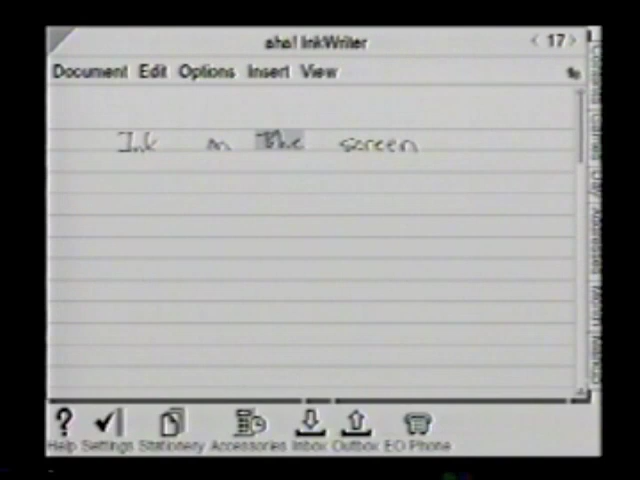 aha! InkWriter < 17 >
Document Edit Options Insert View
Ink on the screen
Help Settings Stationery Accessories Inbox Outbox EO Phone